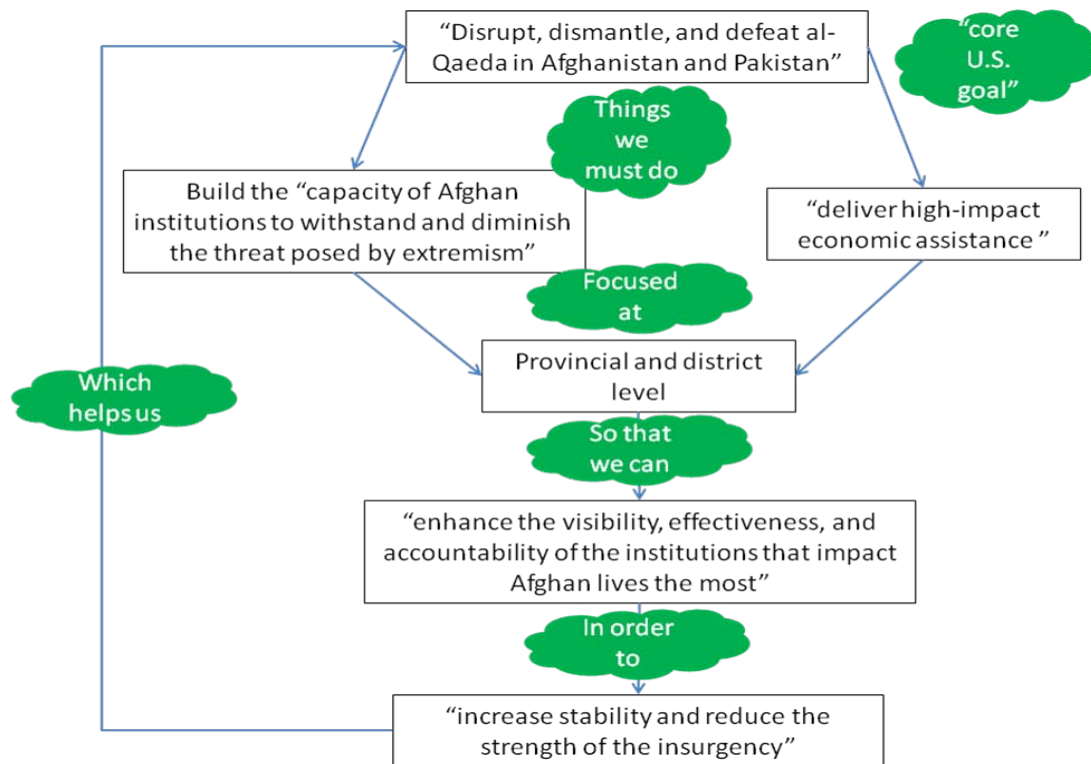 “Disrupt, dismantle, and defeat al-
Qaeda in Afghanistan and Pakistan”
“core
U.S.
goal”
Things
we
must do
Build the “capacity of Afghan
institutions to withstand and diminish
the threat posed by extremism”
“deliver high-impact
economic assistance ”
Focused
at
Provincial and district
level
Which
helps us
So that
we can
“enhance the visibility, effectiveness, and
accountability of the institutions that impact
Afghan lives the most”
In order
to
“increase stability and reduce the
strength of the insurgency”